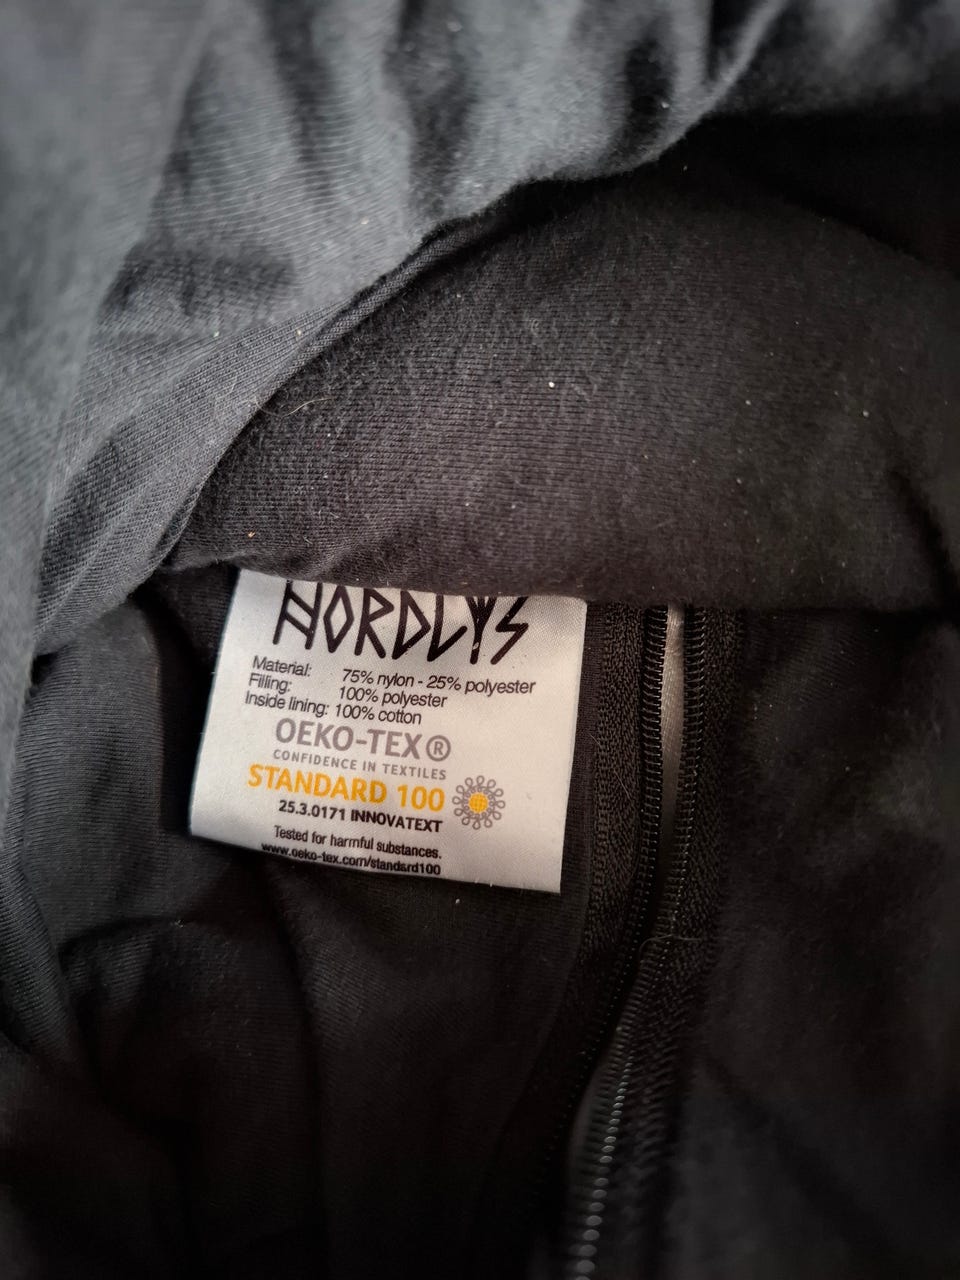 NORDLYS
Material: 75% nylon - 25% polyester
Filling: 100% polyester
Inside lining: 100% cotton
OEKO-TEX®
CONFIDENCE IN TEXTILES
STANDARD 100
25.3.0171 INNOVATEXT
Tested for harmful substances.
www.oeko-tex.com/standard100